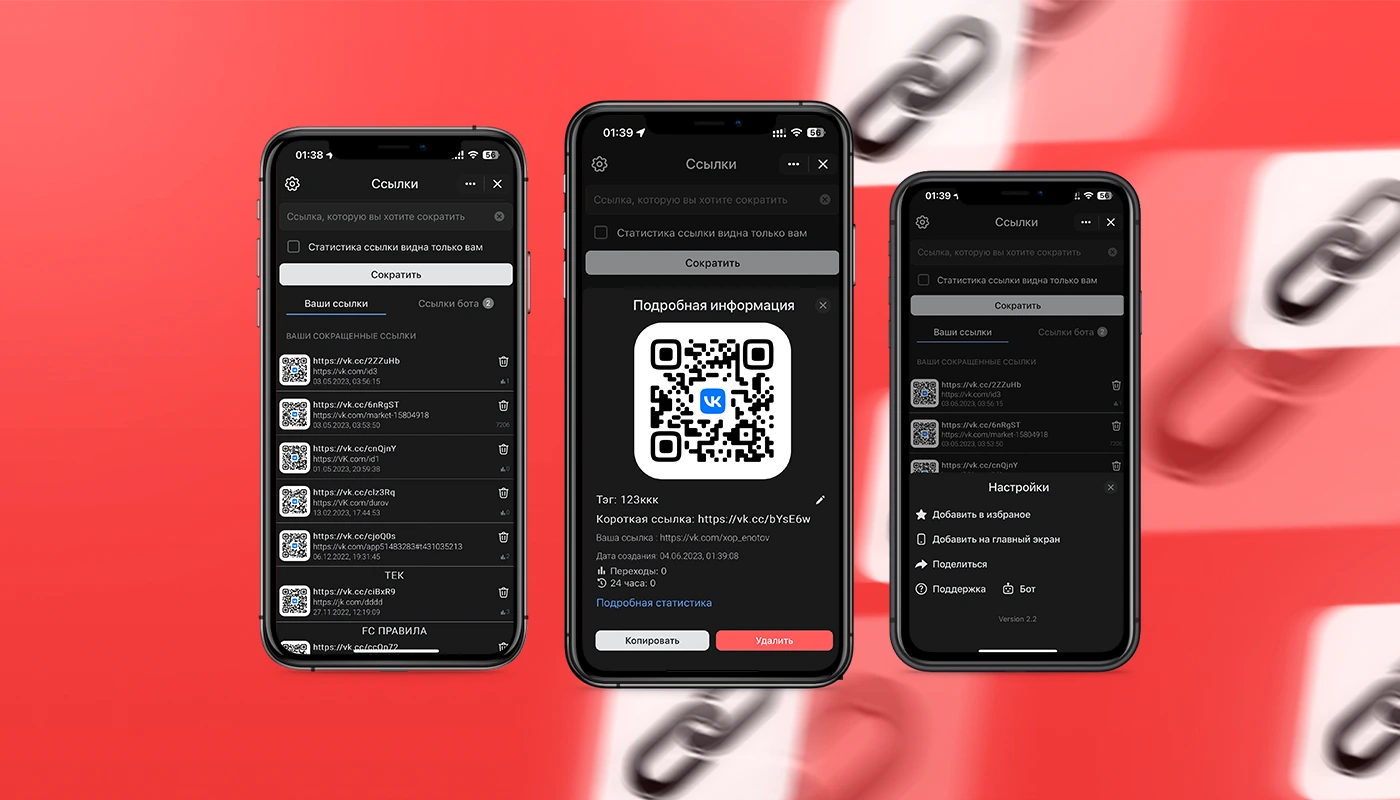 01:38
56
Ссылки
Ссылка, которую вы хотите сократить
Статистика ссылки видна только вам
Сократить
Ваши ссылки Ссылки бота 2
ВАШИ СОКРАЩЕННЫЕ ССЫЛКИ
https://vk.cc/2ZZuHb
https://vk.com/id3
03.05.2023, 03:56:15 1
https://vk.cc/6nRgST
https://vk.com/market-15804918
03.05.2023, 03:53:50 7206
https://vk.cc/cnQjnY
https://VK.com/id1
01.05.2023, 20:59:38 0
https://vk.cc/clz3Rq
https://VK.com/durov
13.02.2023, 17:44:53 0
https://vk.cc/cjoQ0s
https://vk.com/app51483283#t431035213
06.12.2022, 19:31:45 2
ТЕК
https://vk.cc/ciBxR9
https://jk.com/dddd
27.11.2022, 12:19:09 3
FC ПРАВИЛА
https://vk.cc/ccOp72
01:39
56
Ссылки
Ссылка, которую вы хотите сократить
Статистика ссылки видна только вам
Сократить
Подробная информация
VK
Тэг: 123ккк
Короткая ссылка: https://vk.cc/bYsE6w
Ваша ссылка : https://vk.com/xop_enotov
Дата создания: 04.06.2023, 01:39:08
Переходы: 0
24 часа: 0
Подробная статистика
Копировать Удалить
01:39
56
Ссылки
Ссылка, которую вы хотите сократить
Статистика ссылки видна только вам
Сократить
Ваши ссылки Ссылки бота 2
ВАШИ СОКРАЩЕННЫЕ ССЫЛКИ
https://vk.cc/2ZZuHb
https://vk.com/id3
03.05.2023, 03:56:15 1
https://vk.cc/6nRgST
https://vk.com/market-15804918
03.05.2023, 03:53:50 7206
https://vk.cc/cnQjnY
Настройки
Добавить в избраное
Добавить на главный экран
Поделиться
Поддержка Бот
Version 2.2